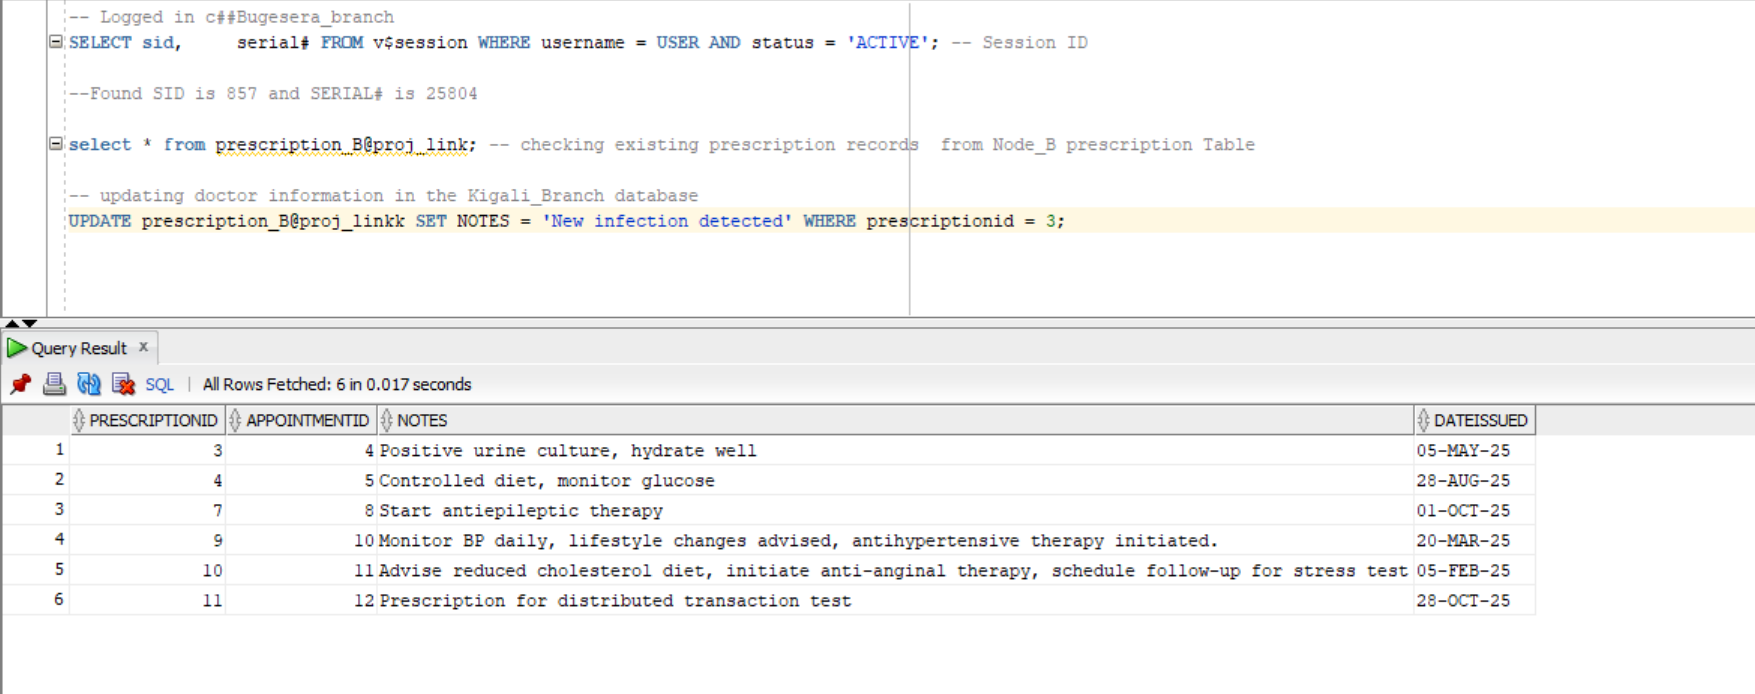 -- Logged in c##Bugesera_branch
SELECT sid,     serial# FROM v$session WHERE username = USER AND status = 'ACTIVE'; -- Session ID
--Found SID is 857 and SERIAL# is 25804
select * from prescription_B@proj_link; -- checking existing prescription records  from Node_B prescription Table
-- updating doctor information in the Kigali_Branch database
UPDATE prescription_B@proj_linkk SET NOTES = 'New infection detected' WHERE prescriptionid = 3;
Query Result x
SQL | All Rows Fetched: 6 in 0.017 seconds
PRESCRIPTIONID APPOINTMENTID NOTES DATEISSUED
1 3 4 Positive urine culture, hydrate well 05-MAY-25
2 4 5 Controlled diet, monitor glucose 28-AUG-25
3 7 8 Start antiepileptic therapy 01-OCT-25
4 9 10 Monitor BP daily, lifestyle changes advised, antihypertensive therapy initiated. 20-MAR-25
5 10 11 Advise reduced cholesterol diet, initiate anti-anginal therapy, schedule follow-up for stress test 05-FEB-25
6 11 12 Prescription for distributed transaction test 28-OCT-25